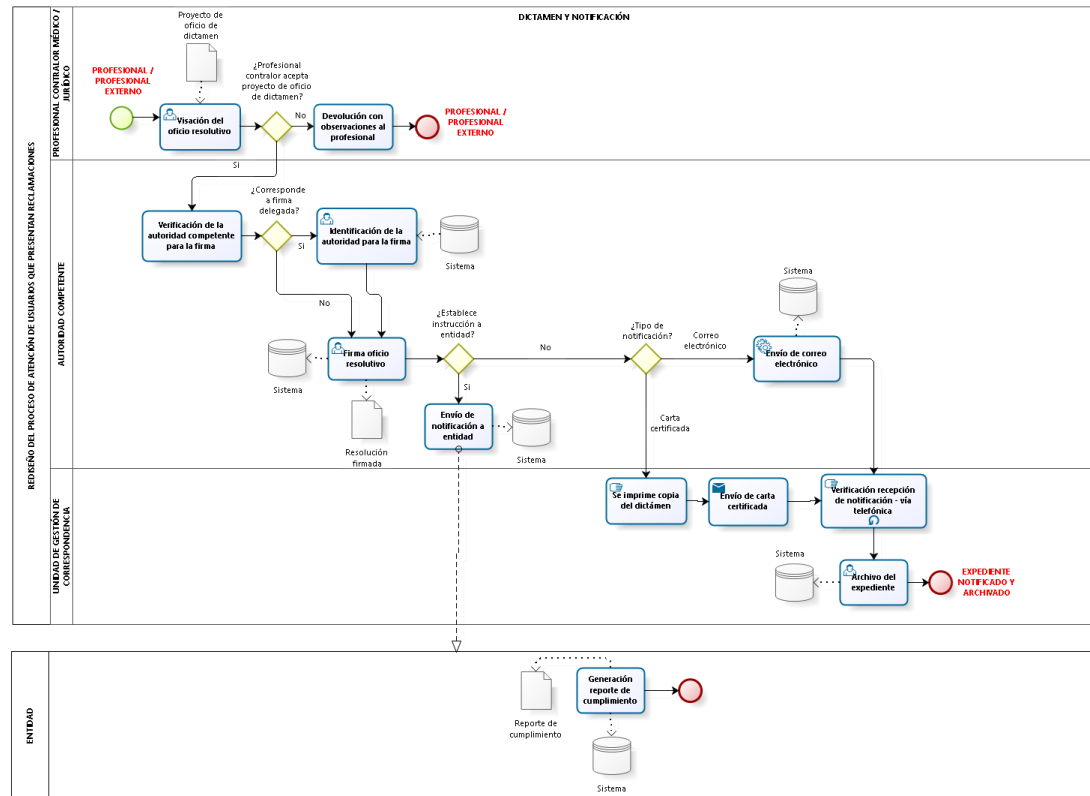 DICTAMEN Y NOTIFICACIÓN
REDISEÑO DEL PROCESO DE ATENCIÓN DE USUARIOS QUE PRESENTAN RECLAMACIONES
PROFESIONAL CONTRALOR MÉDICO /
JURÍDICO
Proyecto de
oficio de
dictamen
PROFESIONAL /
PROFESIONAL
EXTERNO
Visación del
oficio resolutivo
¿Profesional
contralor acepta
proyecto de oficio
de dictamen?
No
Devolución con
observaciones al
profesional
PROFESIONAL /
PROFESIONAL
EXTERNO
Si
AUTORIDAD COMPETENTE
Verificación de la
autoridad competente
para la firma
¿Corresponde
a firma
delegada?
Si
Identificación de la
autoridad para la firma
Sistema
No
Sistema
Firma oficio
resolutivo
Resolución
firmada
¿Establece
instrucción a
entidad?
No
Si
Envío de
notificación a
entidad
Sistema
¿Tipo de
notificación?
Correo
electrónico
Sistema
Envío de correo
electrónico
Carta
certificada
UNIDAD DE GESTIÓN DE
CORRESPONDENCIA
Se imprime copia
del dictámen
Envío de carta
certificada
Verificación recepción
de notificación - vía
telefónica
Sistema
Archivo del
expediente
EXPEDIENTE
NOTIFICADO Y
ARCHIVADO
ENTIDAD
Generación
reporte de
cumplimiento
Reporte de
cumplimiento
Sistema